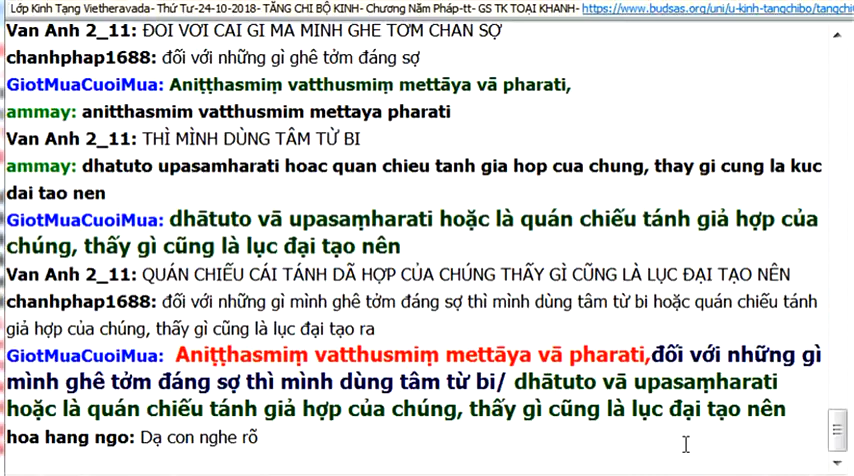 Lớp Kinh Tạng Vietheravada- Thứ Tư-24-10-2018- TĂNG CHI BỘ KINH- Chương Năm Pháp-tt- GS TK TOẠI KHANH- https://www.budsas.org/uni/u-kinh-tangchibo/tangchi
Van Anh 2_11: ĐOI VƠI CAI GI MA MINH GHE TƠM CHAN SỢ
chanhphap1688: đối với những gì ghê tởm đáng sợ
GiotMuaCuoiMua: Aniṭṭhasmiṃ vatthusmiṃ mettāya vā pharati,
ammay: anitthasmim vatthusmim mettaya pharati
Van Anh 2_11: THÌ MÌNH DÙNG TÂM TỪ BI
ammay: dhatuto upasamharati hoac quan chieu tanh gia hop cua chung, thay gi cung la kuc
dai tao nen
GiotMuaCuoiMua: dhātuto vā upasaṃharati hoặc là quán chiếu tánh giả hợp của
chúng, thấy gì cũng là lục đại tạo nên
Van Anh 2_11: QUÁN CHIẾU CÁI TÁNH DÃ HỢP CỦA CHÚNG THẤY GÌ CŨNG LÀ LỤC ĐẠI TẠO NÊN
chanhphap1688: đối với những gì mình ghê tởm đáng sợ thì mình dùng tâm từ bi hoặc quán chiếu tánh
giả hợp của chúng, thấy gì cũng là lục đại tạo ra
GiotMuaCuoiMua: Aniṭṭhasmiṃ vatthusmiṃ mettāya vā pharati,đối với những gì
mình ghê tởm đáng sợ thì mình dùng tâm từ bi/ dhātuto vā upasaṃharati
hoặc là quán chiếu tánh giả hợp của chúng, thấy gì cũng là lục đại tạo nên
hoa hang ngo: Dạ con nghe rõ